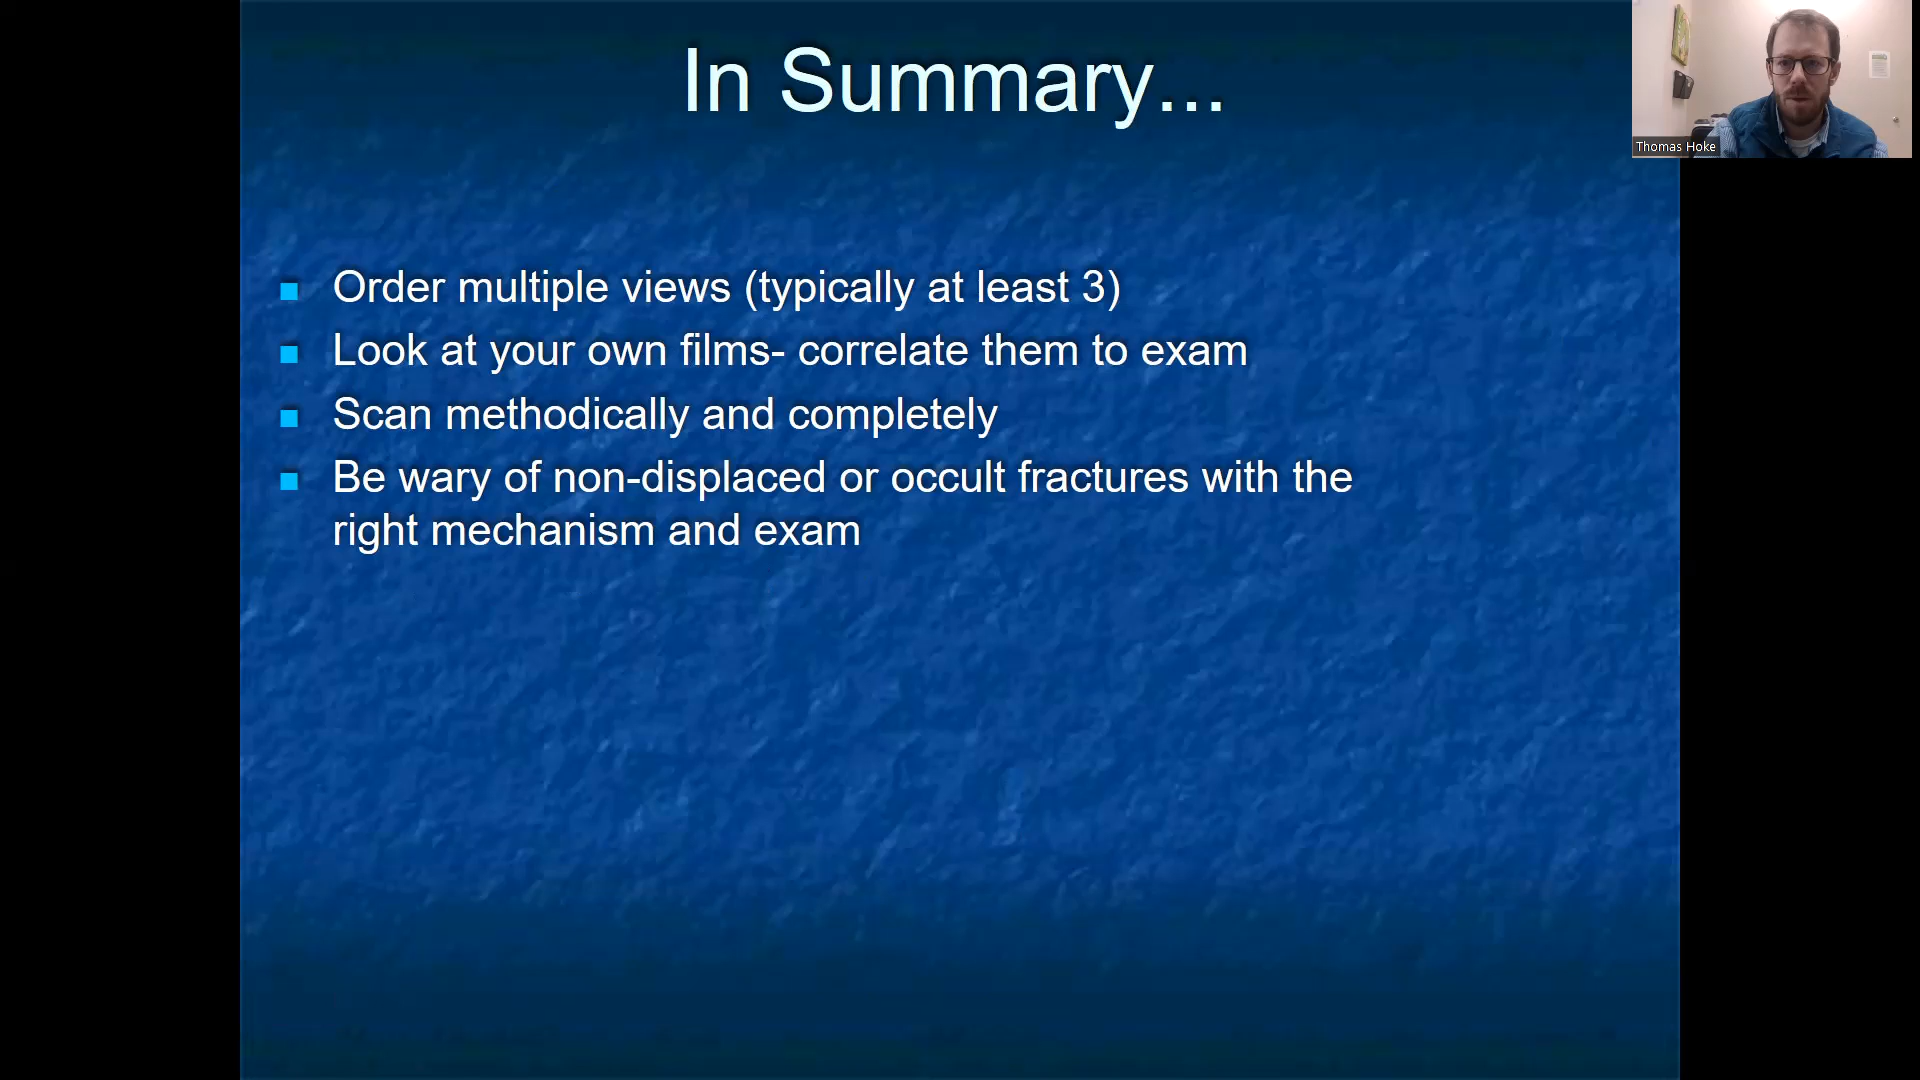 In Summary...
Order multiple views (typically at least 3)
Look at your own films- correlate them to exam
Scan methodically and completely
Be wary of non-displaced or occult fractures with the
right mechanism and exam
Thomas Hoke